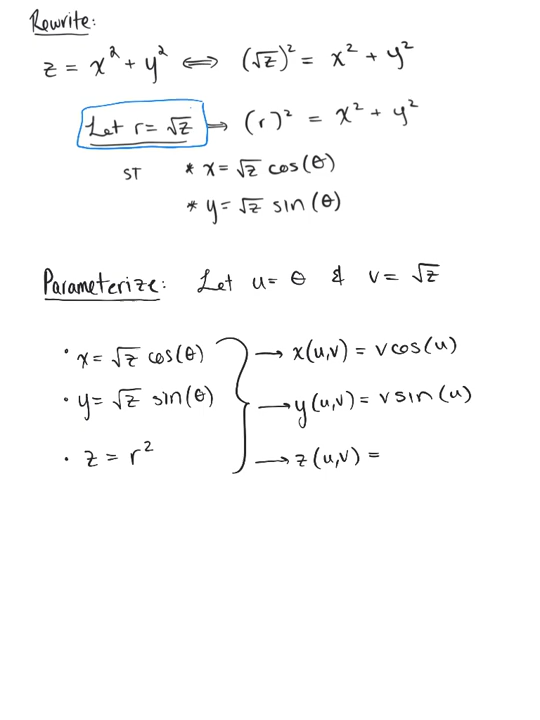 Rewrite:
z = x² + y² ⟺ (√z)² = x² + y²
Let r = √z ⟹ (r)² = x² + y²
ST * x = √z cos(θ)
* y = √z sin(θ)
Parameterize: Let u = θ & v = √z
• x = √z cos(θ) → x(u,v) = v cos(u)
• y = √z sin(θ) → y(u,v) = v sin(u)
• z = r² → z(u,v) =